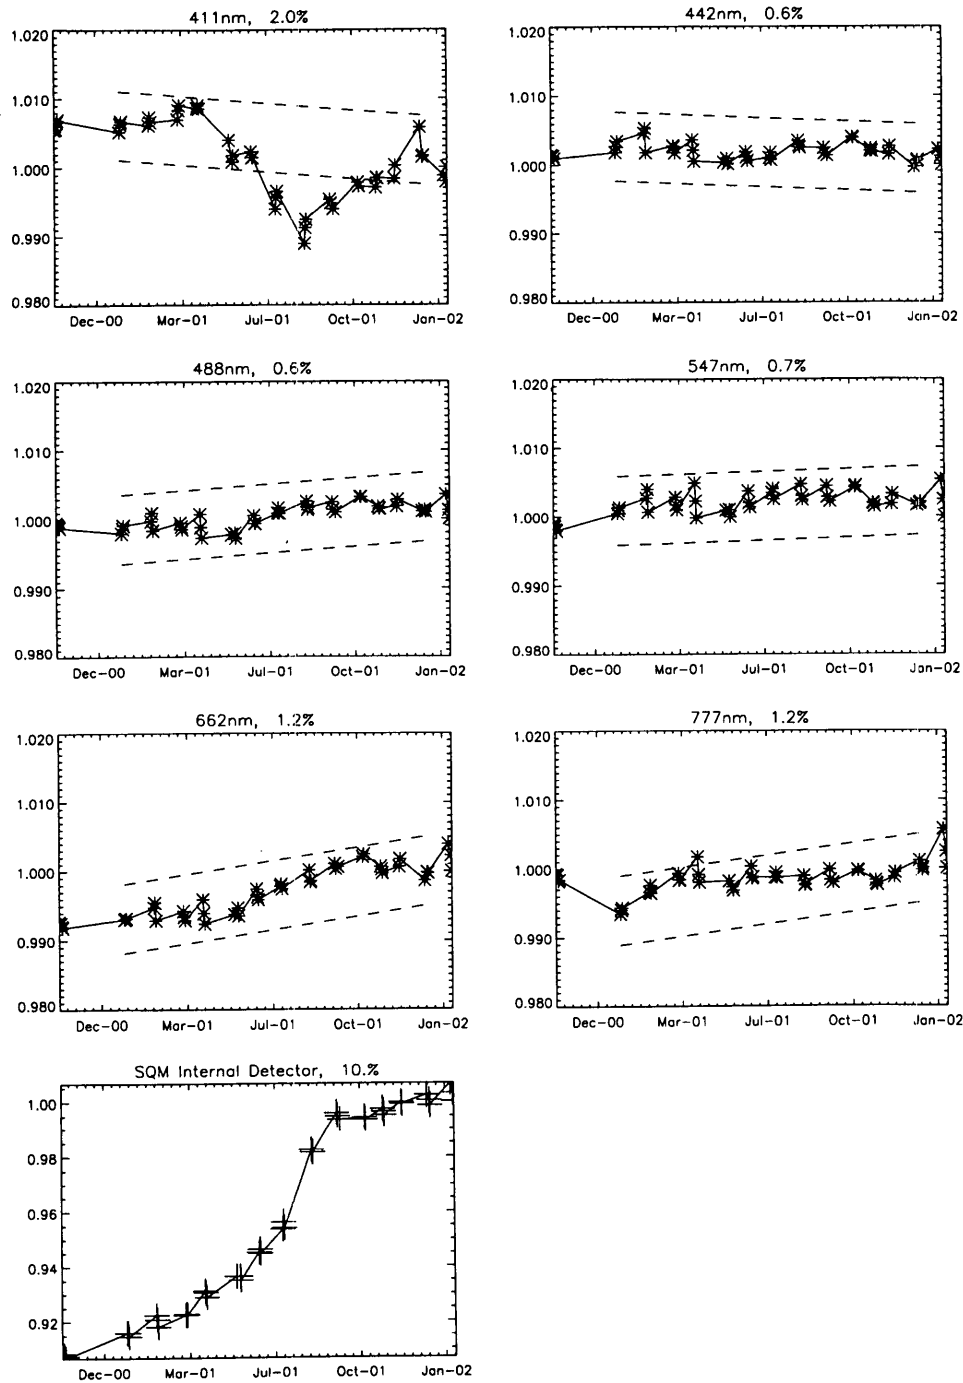 411nm, 2.0%
1.020
1.010
1.000
0.990
0.980
Dec-00 Mar-01 Jul-01 Oct-01 Jan-02
442nm, 0.6%
1.020
1.010
1.000
0.990
0.980
Dec-00 Mar-01 Jul-01 Oct-01 Jan-02
488nm, 0.6%
1.020
1.010
1.000
0.990
0.980
Dec-00 Mar-01 Jul-01 Oct-01 Jan-02
547nm, 0.7%
1.020
1.010
1.000
0.990
0.980
Dec-00 Mar-01 Jul-01 Oct-01 Jan-02
662nm, 1.2%
1.020
1.010
1.000
0.990
0.980
Dec-00 Mar-01 Jul-01 Oct-01 Jan-02
777nm, 1.2%
1.020
1.010
1.000
0.990
0.980
Dec-00 Mar-01 Jul-01 Oct-01 Jan-02
SQM Internal Detector, 10.%
1.00
0.98
0.96
0.94
0.92
Dec-00 Mar-01 Jul-01 Oct-01 Jan-02